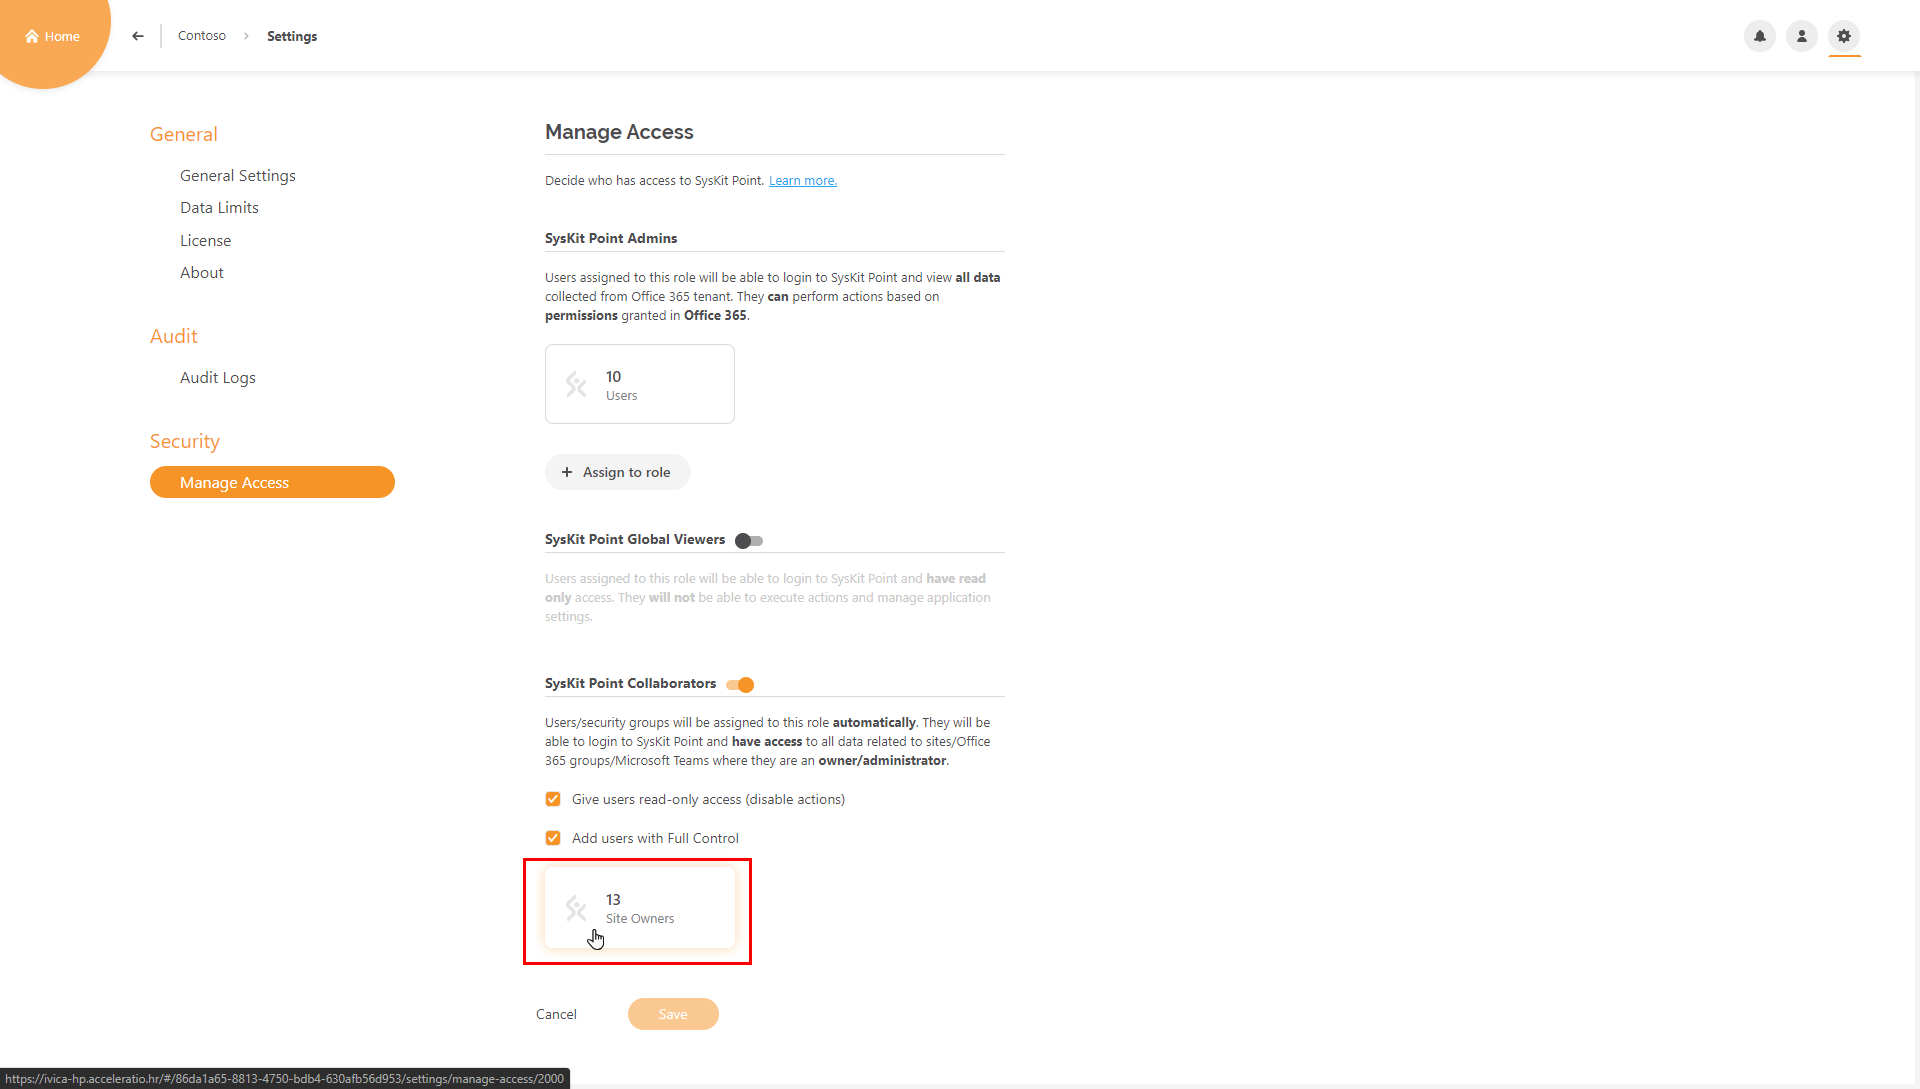 Home
Contoso
Settings
General
General Settings
Data Limits
License
About
Audit
Audit Logs
Security
Manage Access
Manage Access
Decide who has access to SysKit Point. Learn more.
SysKit Point Admins
Users assigned to this role will be able to login to SysKit Point and view all data
collected from Office 365 tenant. They can perform actions based on
permissions granted in Office 365.
10
Users
+ Assign to role
SysKit Point Global Viewers
Users assigned to this role will be able to login to SysKit Point and have read
only access. They will not be able to execute actions and manage application
settings.
SysKit Point Collaborators
Users/security groups will be assigned to this role automatically. They will be
able to login to SysKit Point and have access to all data related to sites/Office
365 groups/Microsoft Teams where they are an owner/administrator.
Give users read-only access (disable actions)
Add users with Full Control
13
Site Owners
Cancel
Save
https://ivica-hp.acceleratio.hr/#/86da1a65-8813-4750-bdb4-630afb56d953/settings/manage-access/2000